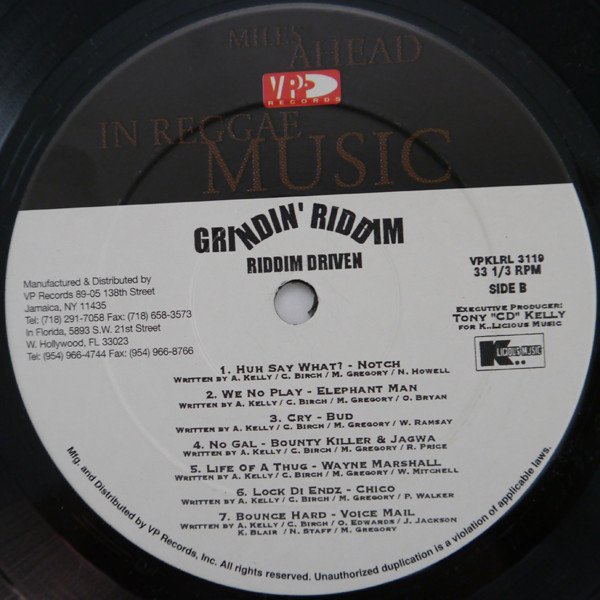 MILES AHEAD
VP
RECORDS
IN REGGAE
MUSIC
GRINDIN' RIDDIM
RIDDIM DRIVEN
VPKLRL 3119
33 1/3 RPM
SIDE B
Manufactured & Distributed by
VP Records 89-05 138th Street
Jamaica, NY 11435
Tel: (718) 291-7058 Fax: (718) 658-3573
In Florida, 5893 S.W. 21st Street
W. Hollywood, FL 33023
Tel: (954) 966-4744 Fax: (954) 966-8766
Executive Producer:
Tony "CD" Kelly
for K..Licious Music
K..
LICIOUS MUSIC
1. Huh Say What? - Notch
Written by A. Kelly / C. Birch / M. Gregory / N. Howell
2. We No Play - Elephant Man
Written by A. Kelly / C. Birch / M. Gregory / O. Bryan
3. Cry - Bud
Written by A. Kelly / C. Birch / M. Gregory / W. Ramsay
4. No Gal - Bounty Killer & Jagwa
Written by A. Kelly / C. Birch / M. Gregory / R. Price
5. Life of A Thug - Wayne Marshall
Written by A. Kelly / C. Birch / M. Gregory / W. Mitchell
6. Lock Di Endz - Chico
Written by A. Kelly / C. Birch / M. Gregory / P. Walker
7. Bounce Hard - Voice Mail
Written by A. Kelly / C. Birch / O. Edwards / J. Jackson
K. Blair / N. Staff / M. Gregory
Mfg. and Distributed by VP Records, Inc. All rights reserved. Unauthorized duplication is a violation of applicable laws.